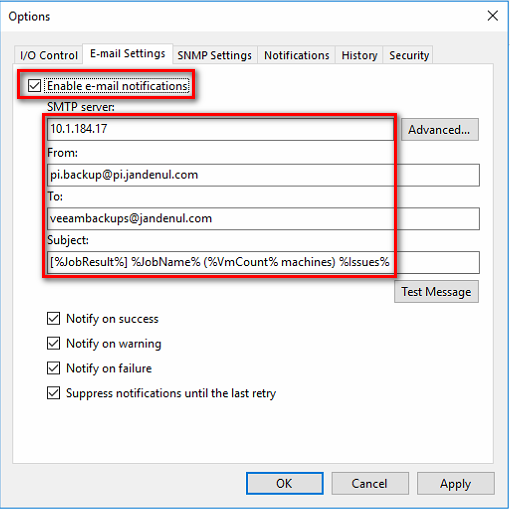 Options
I/O Control E-mail Settings SNMP Settings Notifications History Security
Enable e-mail notifications
SMTP server:
10.1.184.17 Advanced...
From:
pi.backup@pi.jandenul.com
To:
veeambackups@jandenul.com
Subject:
[%JobResult%] %JobName% (%VmCount% machines) %Issues%
Test Message
Notify on success
Notify on warning
Notify on failure
Suppress notifications until the last retry
OK Cancel Apply